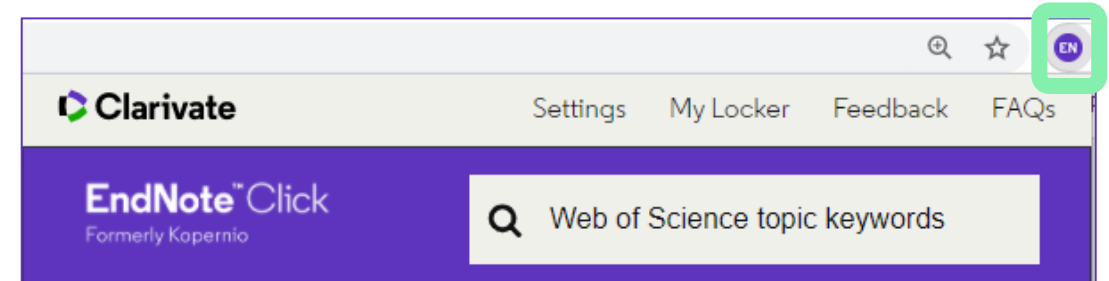 EN
Clarivate
Settings My Locker Feedback FAQs
EndNote™ Click
Formerly Kopernio
Web of Science topic keywords